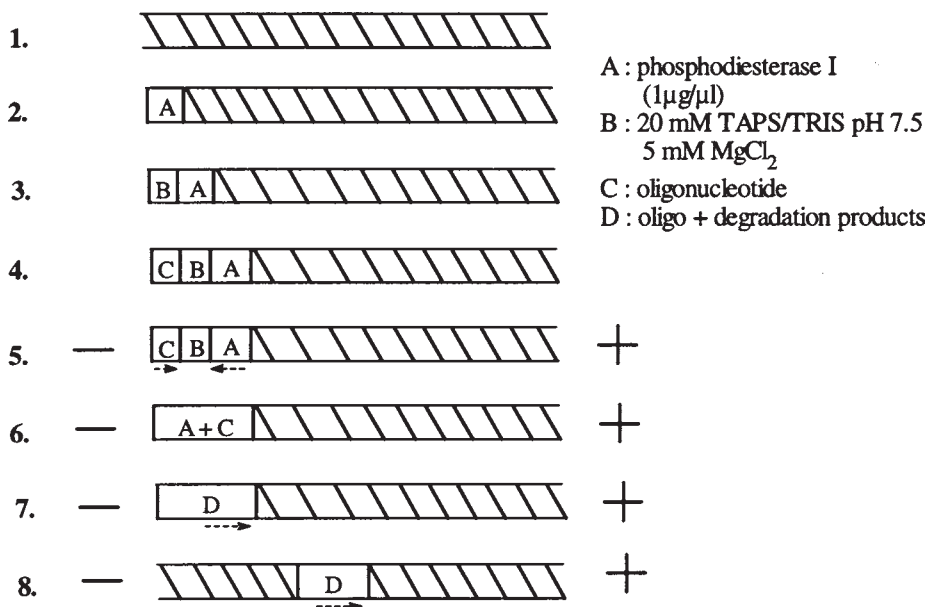 1.
2. A
3. B A
4. C B A
5. — C B A +
6. — A + C +
7. — D +
8. — D +
A : phosphodiesterase I
(1µg/µl)
B : 20 mM TAPS/TRIS pH 7.5
5 mM MgCl₂
C : oligonucleotide
D : oligo + degradation products